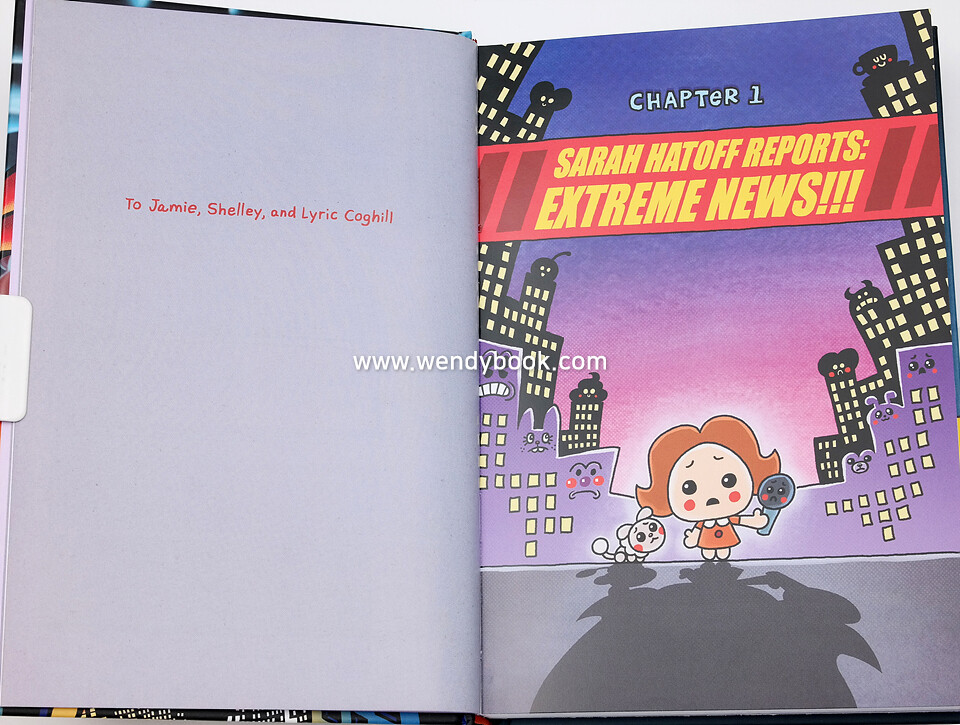 To Jamie, Shelley, and Lyric Coghill
CHAPTeR 1
SARAH HATOFF REPORTS:
EXTREME NEWS!!!
www.wendybook.com